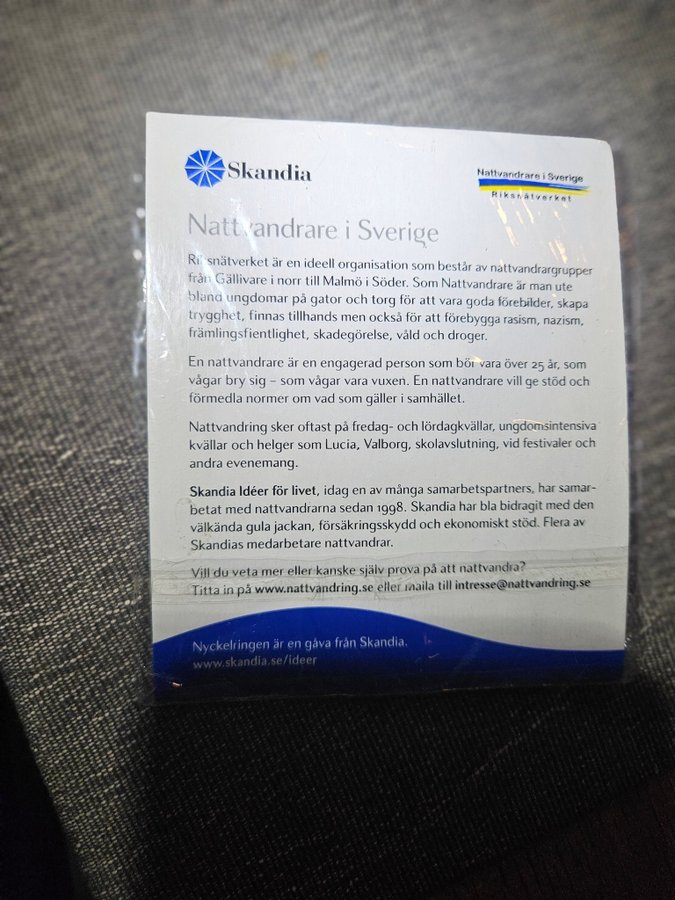 Skandia
Nattvandrare i Sverige
Riksnätverket
Nattvandrare i Sverige
Riksnätverket är en ideell organisation som består av nattvandrargrupper
från Gällivare i norr till Malmö i Söder. Som Nattvandrare är man ute
bland ungdomar på gator och torg för att vara goda förebilder, skapa
trygghet, finnas tillhands men också för att förebygga rasism, nazism,
främlingsfientlighet, skadegörelse, våld och droger.
En nattvandrare är en engagerad person som bör vara över 25 år, som
vågar bry sig – som vågar vara vuxen. En nattvandrare vill ge stöd och
förmedla normer om vad som gäller i samhället.
Nattvandring sker oftast på fredag- och lördagkvällar, ungdomsintensiva
kvällar och helger som Lucia, Valborg, skolavslutning, vid festivaler och
andra evenemang.
Skandia Idéer för livet, idag en av många samarbetspartners, har samar-
betat med nattvandrarna sedan 1998. Skandia har bla bidragit med den
välkända gula jackan, försäkringsskydd och ekonomiskt stöd. Flera av
Skandias medarbetare nattvandrar.
Vill du veta mer eller kanske själv prova på att nattvandra?
Titta in på www.nattvandring.se eller maila till intresse@nattvandring.se
Nyckelringen är en gåva från Skandia.
www.skandia.se/ideer